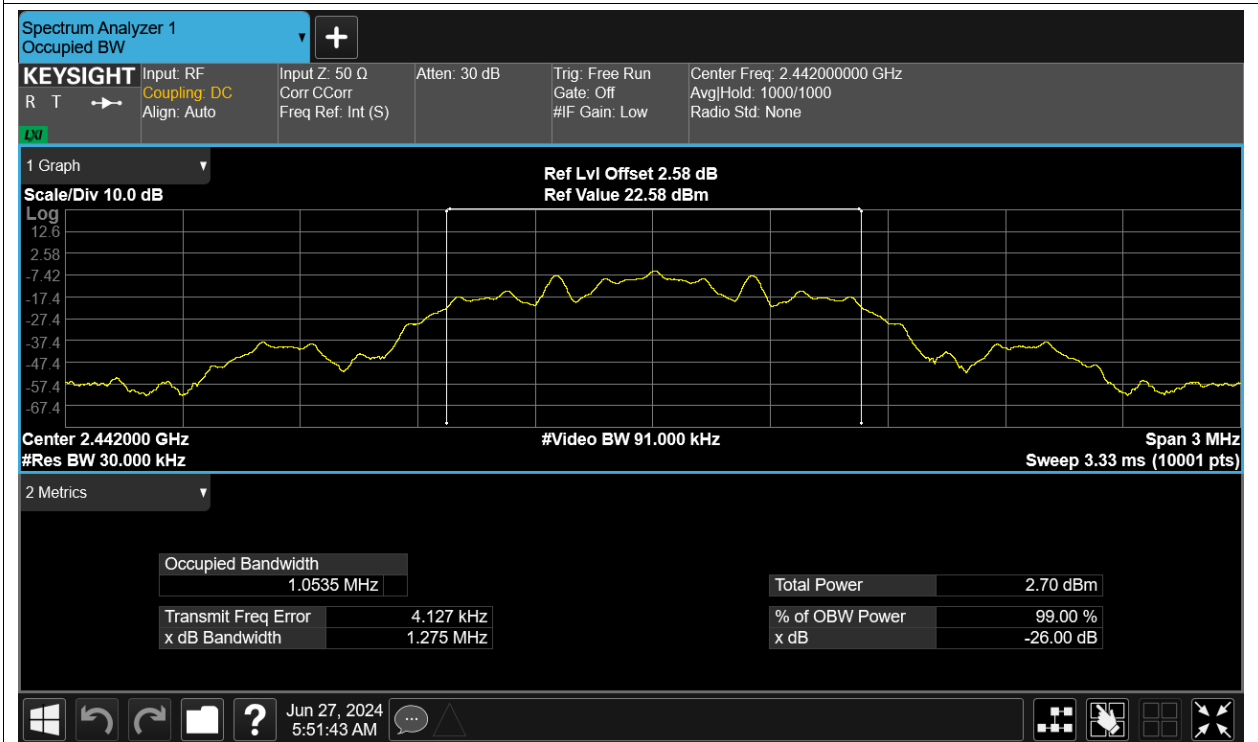 Spectrum Analyzer 1
Occupied BW
KEYSIGHT
R T
LXI
Input: RF
Coupling: DC
Align: Auto
Input Z: 50 Ω
Corr CCorr
Freq Ref: Int (S)
Atten: 30 dB
Trig: Free Run
Gate: Off
#IF Gain: Low
Center Freq: 2.442000000 GHz
Avg|Hold: 1000/1000
Radio Std: None
1 Graph
Scale/Div 10.0 dB
Ref Lvl Offset 2.58 dB
Ref Value 22.58 dBm
Log
12.6
2.58
-7.42
-17.4
-27.4
-37.4
-47.4
-57.4
-67.4
Center 2.442000 GHz
#Video BW 91.000 kHz
Span 3 MHz
#Res BW 30.000 kHz
Sweep 3.33 ms (10001 pts)
2 Metrics
Occupied Bandwidth
1.0535 MHz
Total Power 2.70 dBm
Transmit Freq Error 4.127 kHz
% of OBW Power 99.00 %
x dB Bandwidth 1.275 MHz
x dB -26.00 dB
?
Jun 27, 2024
5:51:43 AM